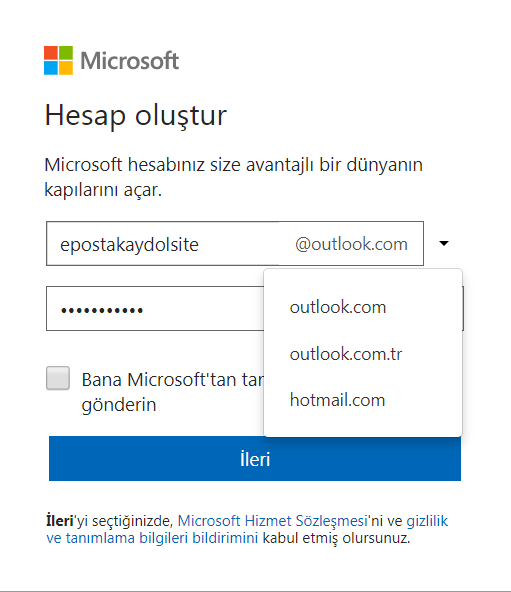 Microsoft
Hesap oluştur
Microsoft hesabınız size avantajlı bir dünyanın
kapılarını açar.
epostakaydolsite @outlook.com
outlook.com
outlook.com.tr
hotmail.com
Bana Microsoft'tan
gönderin
İleri
İleri'yi seçtiğinizde, Microsoft Hizmet Sözleşmesi'ni ve gizlilik
ve tanımlama bilgileri bildirimini kabul etmiş olursunuz.